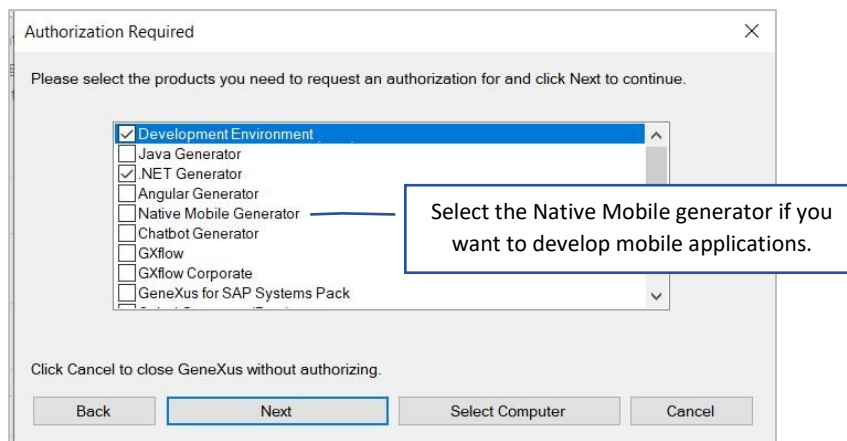 Authorization Required
Please select the products you need to request an authorization for and click Next to continue.
Development Environment
Java Generator
.NET Generator
Angular Generator
Native Mobile Generator
Select the Native Mobile generator if you
want to develop mobile applications.
Chatbot Generator
GXflow
GXflow Corporate
GeneXus for SAP Systems Pack
Click Cancel to close GeneXus without authorizing.
Back
Next
Select Computer
Cancel